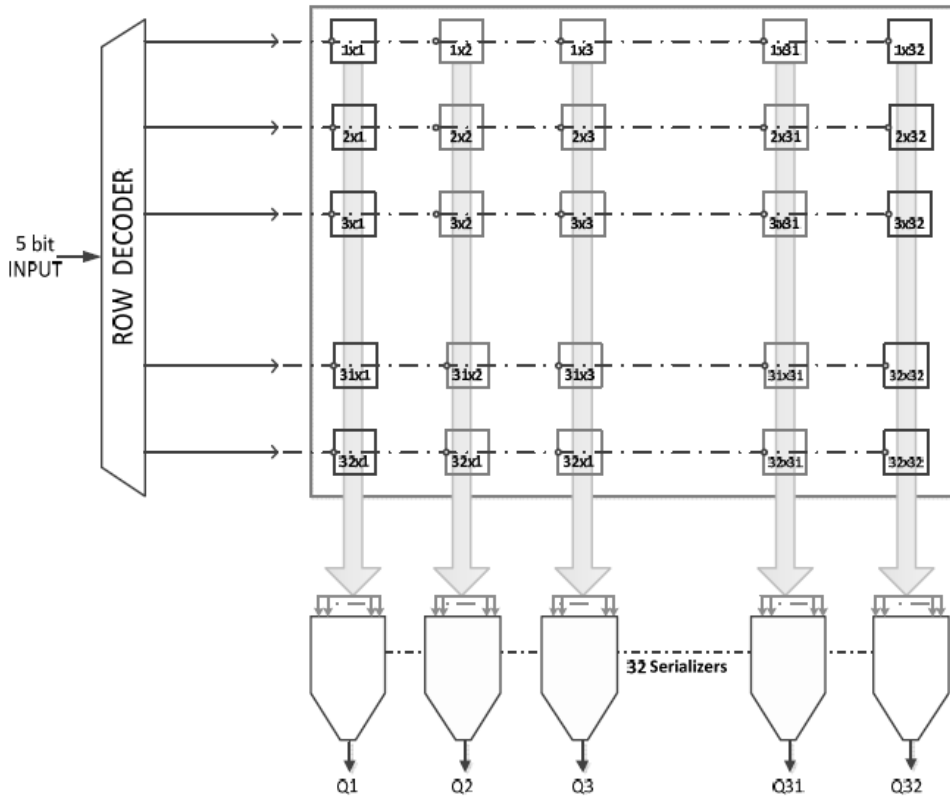 1x1 1x2 1x3 1x31 1x32
2x1 2x2 2x3 2x31 2x32
3x1 3x2 3x3 3x31 3x32
5 bit
INPUT
ROW DECODER
31x1 31x2 31x3 31x31 32x32
32x1 32x1 32x1 32x31 32x32
32 Serializers
Q1 Q2 Q3 Q31 Q32